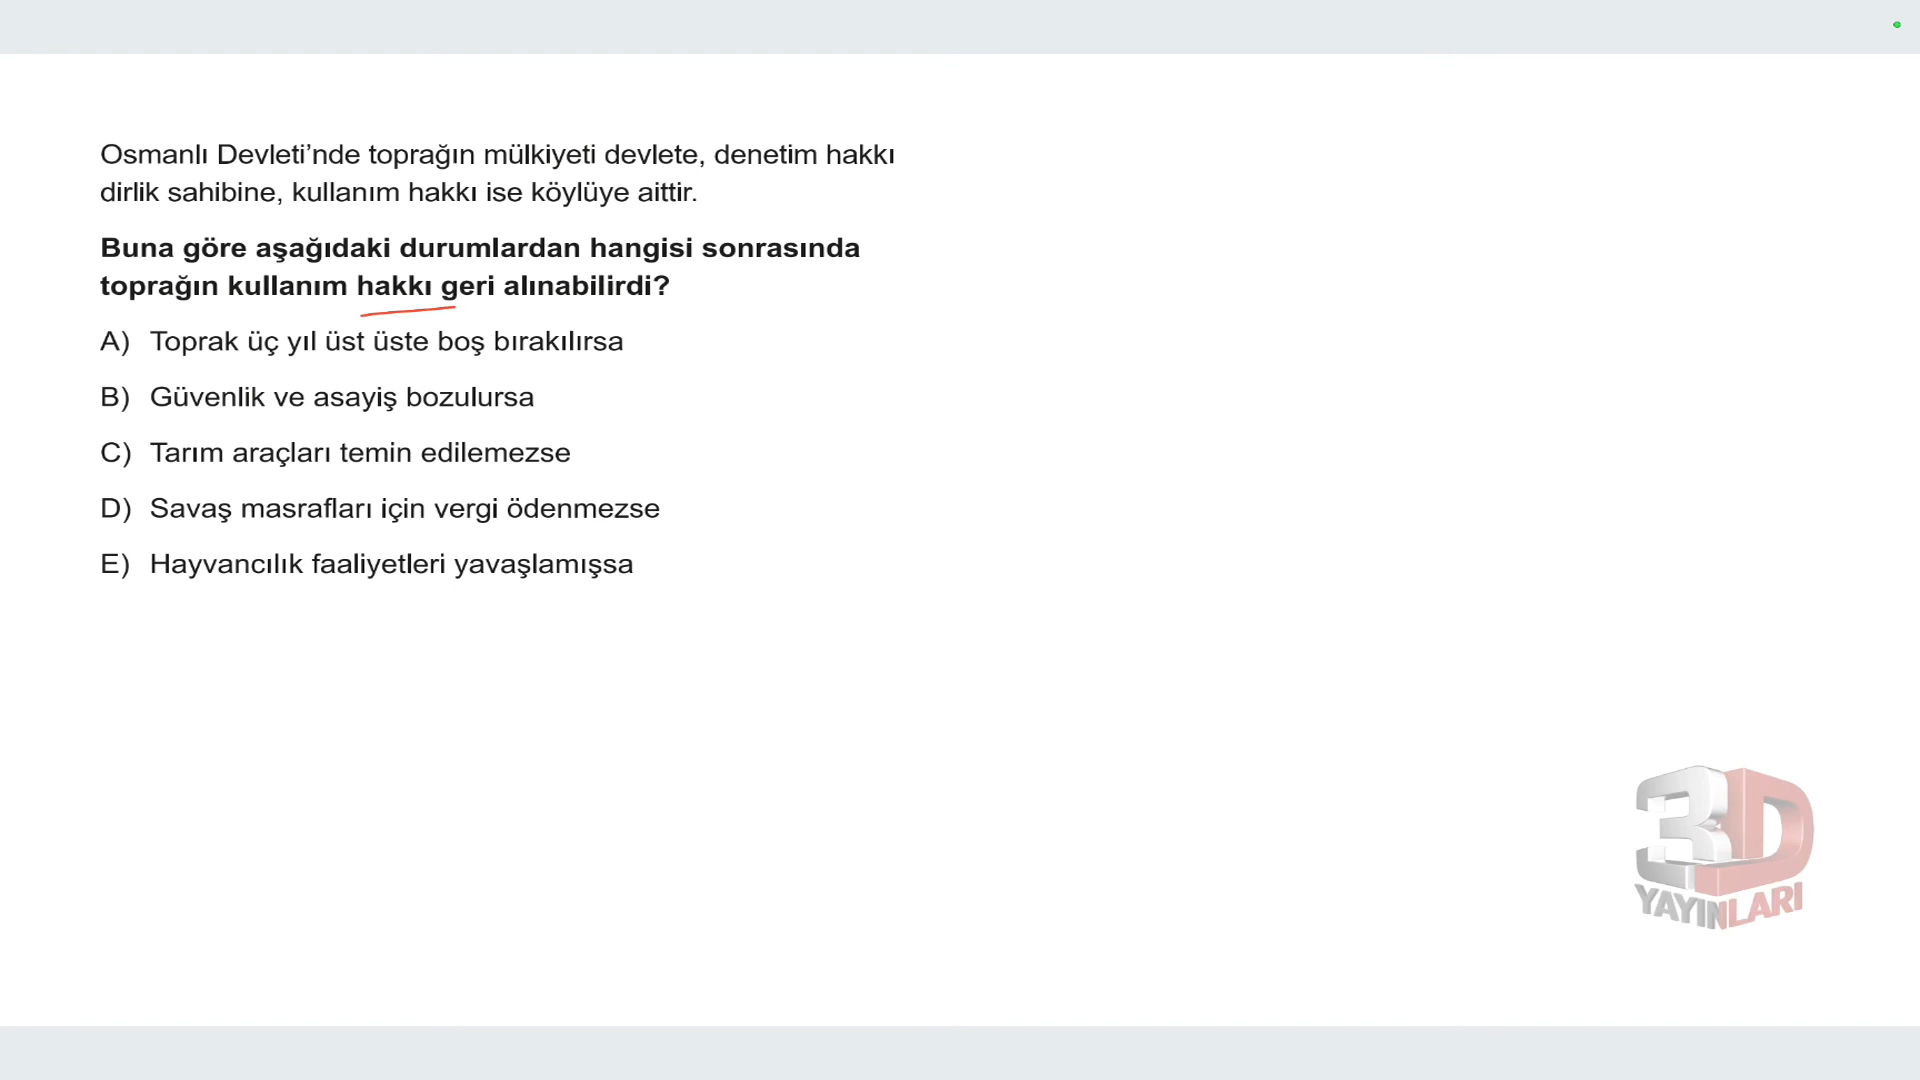 Osmanlı Devleti’nde toprağın mülkiyeti devlete, denetim hakkı
dirlik sahibine, kullanım hakkı ise köylüye aittir.
Buna göre aşağıdaki durumlardan hangisi sonrasında
toprağın kullanım hakkı geri alınabilirdi?
A) Toprak üç yıl üst üste boş bırakılırsa
B) Güvenlik ve asayiş bozulursa
C) Tarım araçları temin edilemezse
D) Savaş masrafları için vergi ödenmezse
E) Hayvancılık faaliyetleri yavaşlamışsa
3D
YAYINLARI